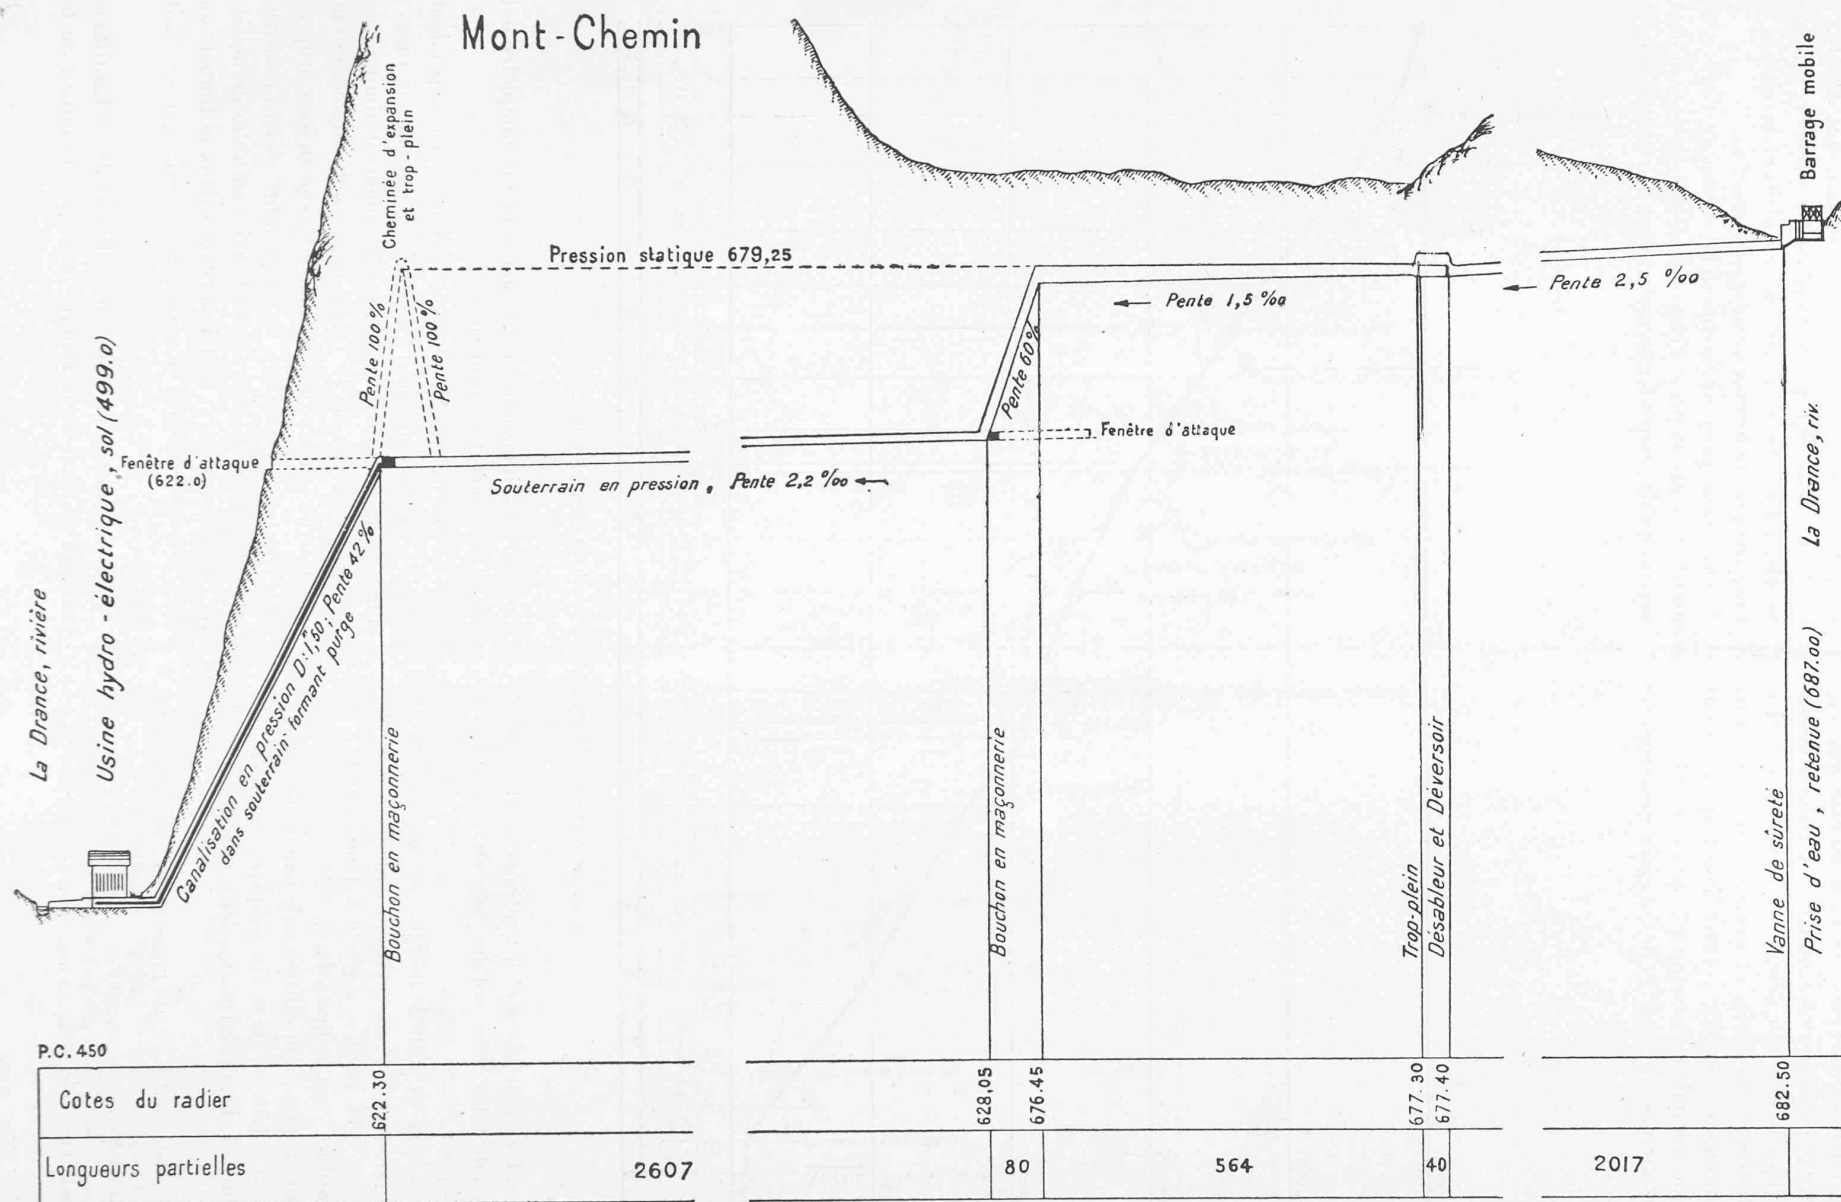 Mont-Chemin
Cheminée d'expansion
et trop-plein
Barrage mobile
Pression statique 679,25
Pente 100%
Pente 100%
Pente 60%
Pente 1,5 ‰
Pente 2,5 ‰
Usine hydro-électrique, sol (499.0)
La Drance, rivière
Fenêtre d'attaque
(622.0)
Fenêtre d'attaque
Souterrain en pression, Pente 2,2 ‰
Canalisation en pression D:1,50; Pente 42%
dans souterrain formant purge
Bouchon en maçonnerie
Bouchon en maçonnerie
Trop-plein
Désableur et Déversoir
Vanne de sûreté
Prise d'eau, retenue (687.00)
La Drance, riv.
P.C. 450
Cotes du radier 622.30 628,05 676.45 677.30 677.40 682.50
Longueurs partielles 2607 80 564 40 2017